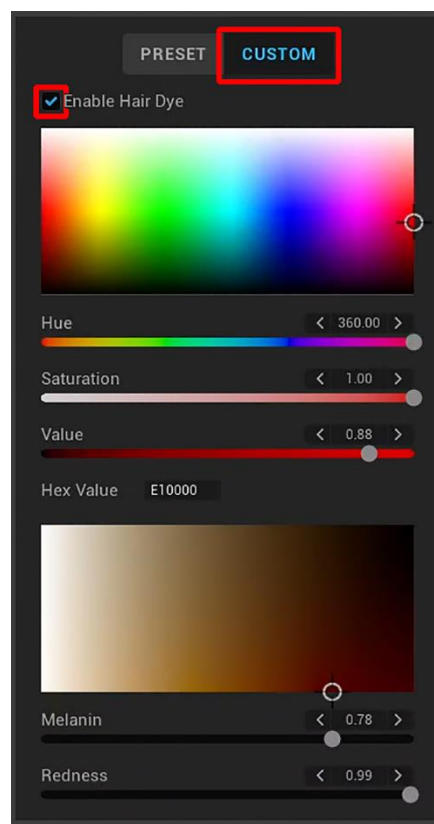 PRESET CUSTOM
Enable Hair Dye
Hue 360.00
Saturation 1.00
Value 0.88
Hex Value E10000
Melanin 0.78
Redness 0.99